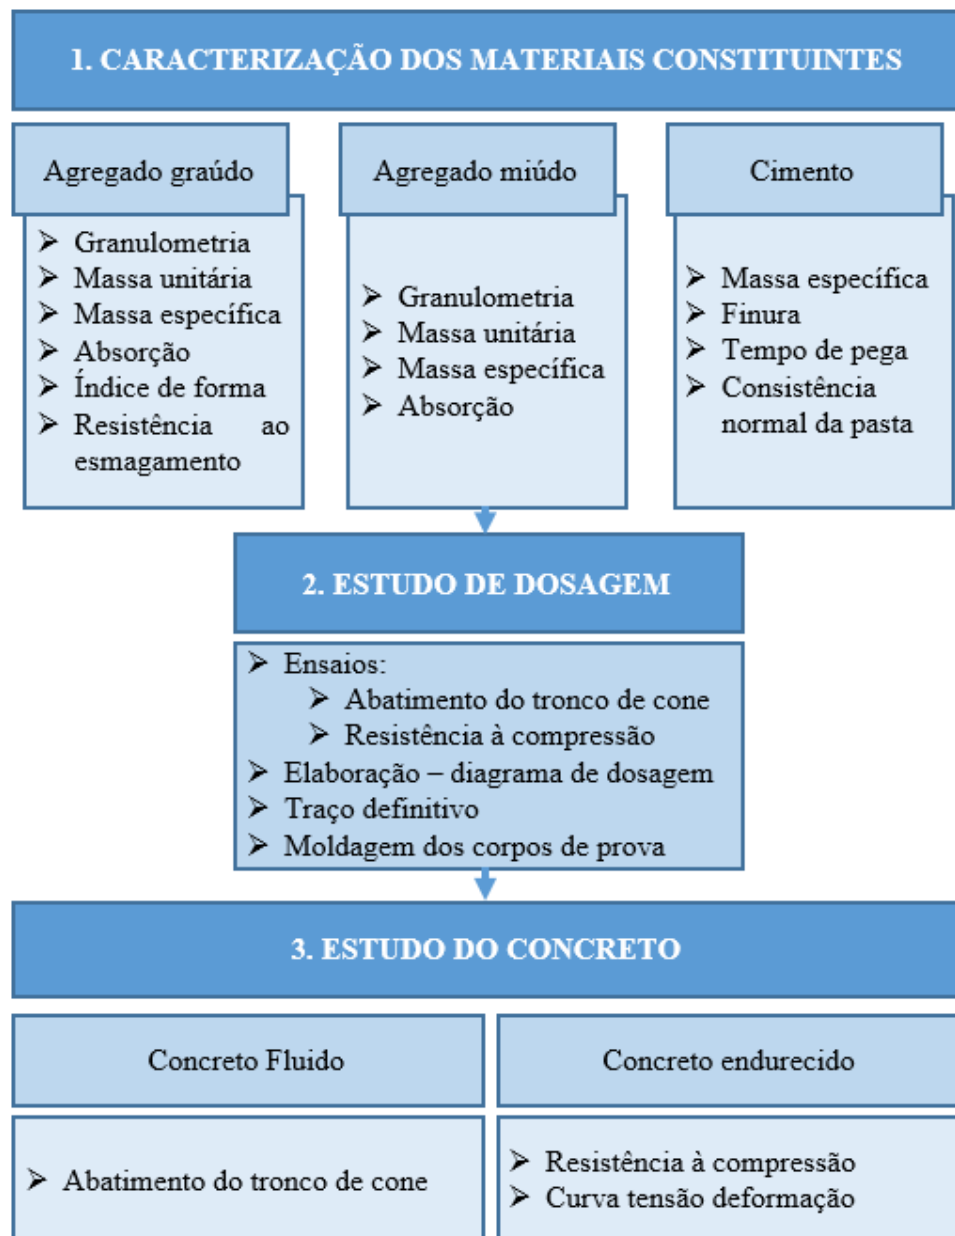 1. CARACTERIZAÇÃO DOS MATERIAIS CONSTITUINTES
Agregado graúdo
➤ Granulometria
➤ Massa unitária
➤ Massa específica
➤ Absorção
➤ Índice de forma
➤ Resistência ao
esmagamento
Agregado miúdo
➤ Granulometria
➤ Massa unitária
➤ Massa específica
➤ Absorção
Cimento
➤ Massa específica
➤ Finura
➤ Tempo de pega
➤ Consistência
normal da pasta
2. ESTUDO DE DOSAGEM
➤ Ensaios:
➤ Abatimento do tronco de cone
➤ Resistência à compressão
➤ Elaboração – diagrama de dosagem
➤ Traço definitivo
➤ Moldagem dos corpos de prova
3. ESTUDO DO CONCRETO
Concreto Fluido
➤ Abatimento do tronco de cone
Concreto endurecido
➤ Resistência à compressão
➤ Curva tensão deformação